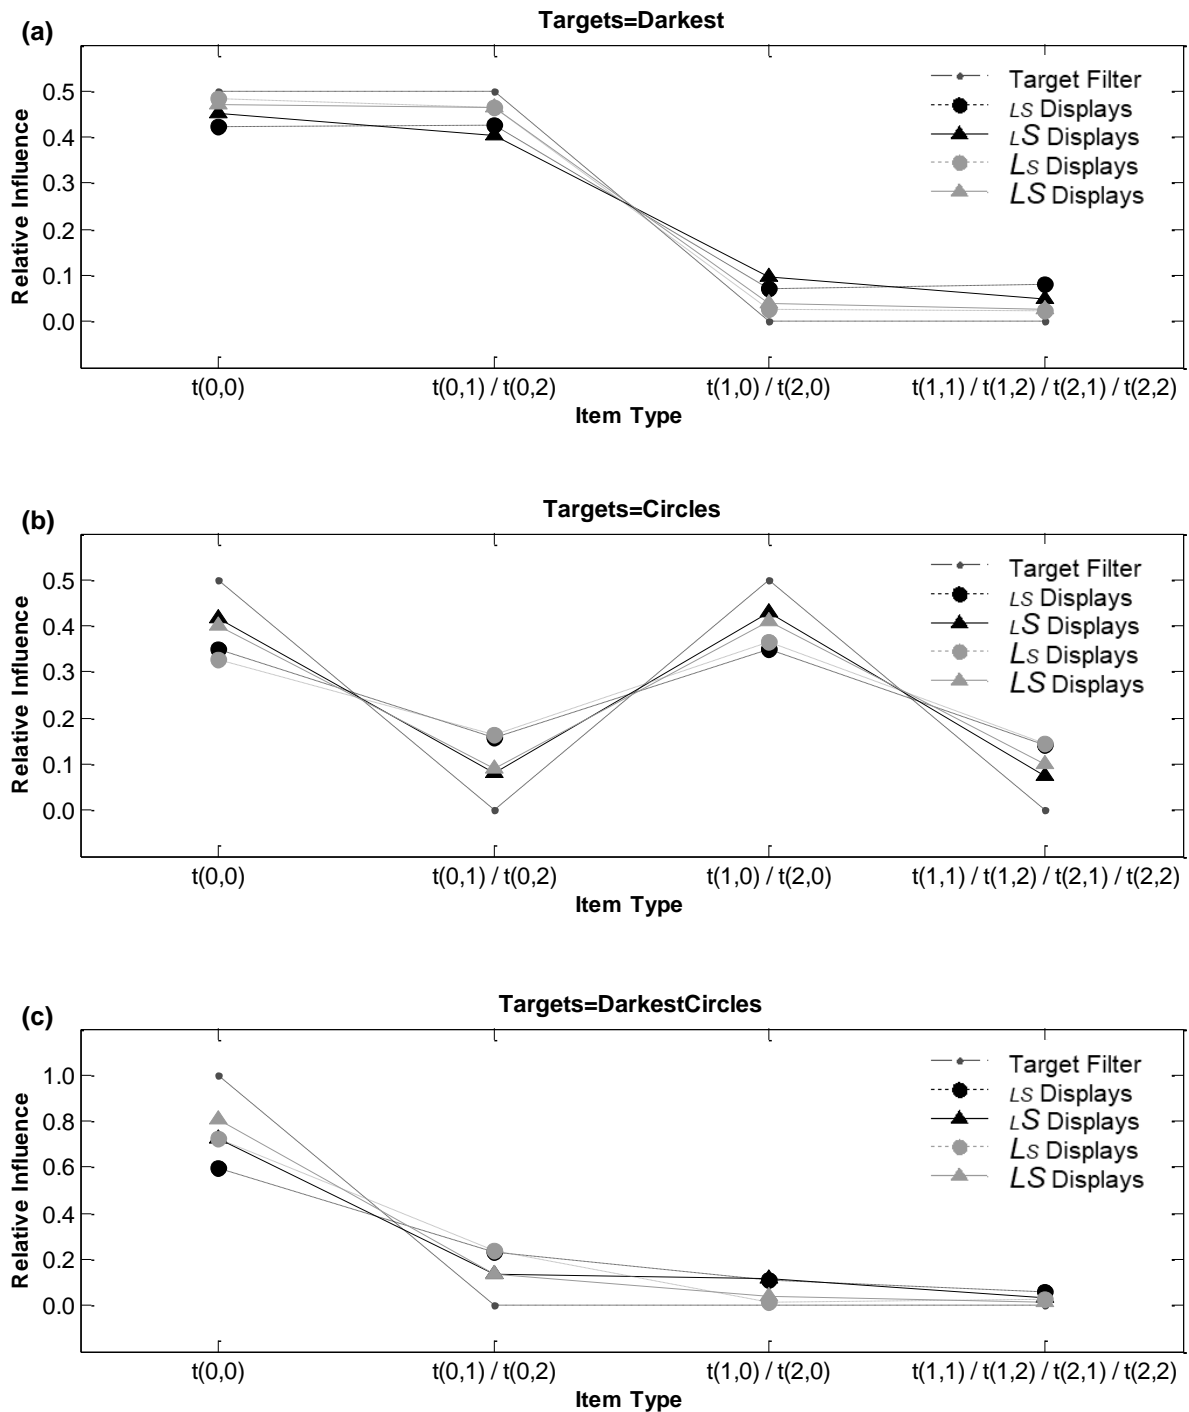 (a)
Targets=Darkest
Relative Influence
0.5
0.4
0.3
0.2
0.1
0.0
Target Filter
LS Displays
LS Displays
LS Displays
LS Displays
t(0,0) t(0,1) / t(0,2) t(1,0) / t(2,0) t(1,1) / t(1,2) / t(2,1) / t(2,2)
Item Type
(b)
Targets=Circles
Relative Influence
0.5
0.4
0.3
0.2
0.1
0.0
Target Filter
LS Displays
LS Displays
LS Displays
LS Displays
t(0,0) t(0,1) / t(0,2) t(1,0) / t(2,0) t(1,1) / t(1,2) / t(2,1) / t(2,2)
Item Type
(c)
Targets=DarkestCircles
Relative Influence
1.0
0.8
0.6
0.4
0.2
0.0
Target Filter
LS Displays
LS Displays
LS Displays
LS Displays
t(0,0) t(0,1) / t(0,2) t(1,0) / t(2,0) t(1,1) / t(1,2) / t(2,1) / t(2,2)
Item Type